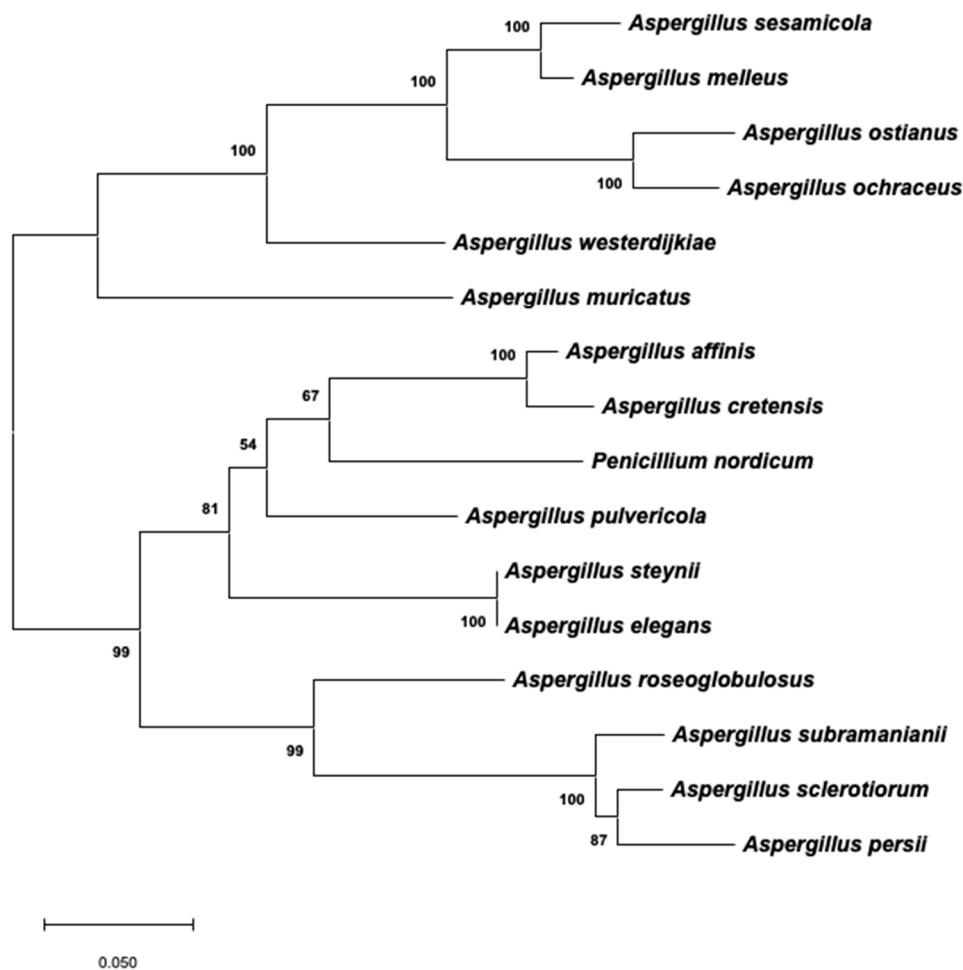 100
Aspergillus sesamicola
100
Aspergillus melleus
Aspergillus ostianus
100
100
Aspergillus ochraceus
Aspergillus westerdijkiae
Aspergillus muricatus
100
Aspergillus affinis
67
Aspergillus cretensis
54
Penicillium nordicum
81
Aspergillus pulvericola
Aspergillus steynii
100
Aspergillus elegans
99
Aspergillus roseoglobulosus
99
Aspergillus subramanianii
100
Aspergillus sclerotiorum
87
Aspergillus persii
0.050